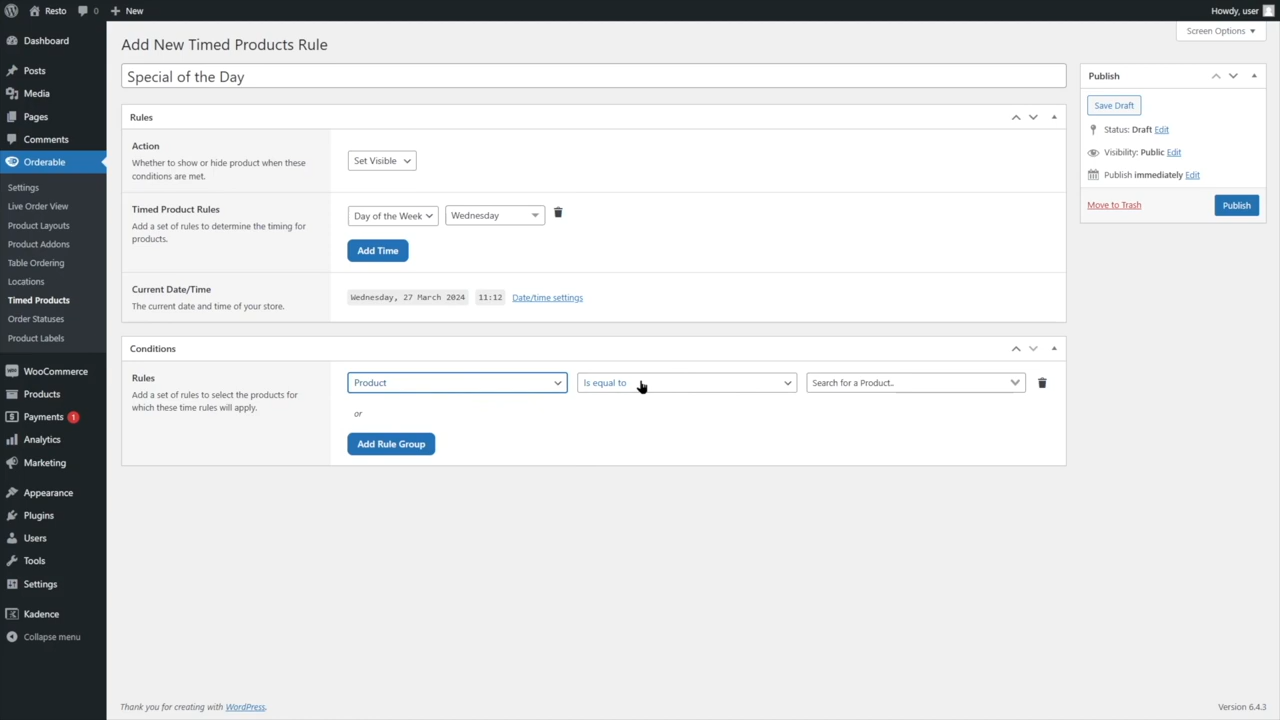 Resto 0 New Howdy, user
Screen Options
Dashboard
Posts
Media
Pages
Comments
Orderable
Settings
Live Order View
Product Layouts
Product Addons
Table Ordering
Locations
Timed Products
Order Statuses
Product Labels
WooCommerce
Products
Payments 1
Analytics
Marketing
Appearance
Plugins
Users
Tools
Settings
Kadence
Collapse menu
Add New Timed Products Rule
Special of the Day
Rules
Action
Whether to show or hide product when these
conditions are met.
Set Visible
Timed Product Rules
Add a set of rules to determine the timing for
products.
Day of the Week Wednesday
Add Time
Current Date/Time
The current date and time of your store.
Wednesday, 27 March 2024 11:12 Date/time settings
Conditions
Rules
Add a set of rules to select the products for
which these time rules will apply.
Product Is equal to Search for a Product..
or
Add Rule Group
Publish
Save Draft
Status: Draft Edit
Visibility: Public Edit
Publish immediately Edit
Move to Trash Publish
Thank you for creating with WordPress. Version 6.4.3